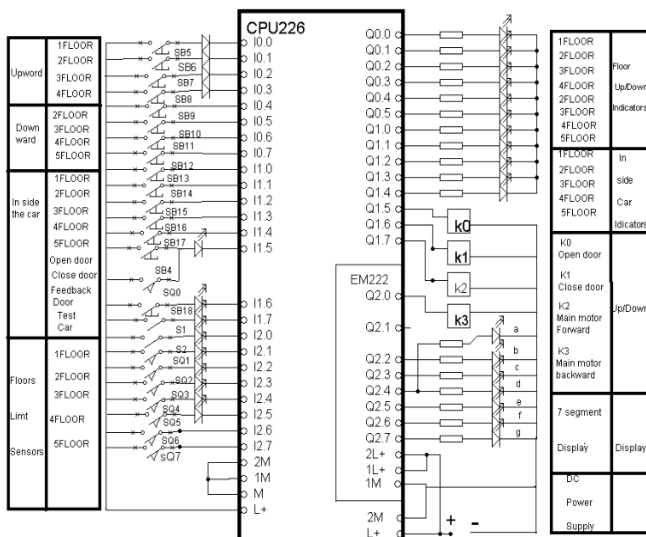 CPU226
Upword
1FLOOR
2FLOOR
3FLOOR
4FLOOR
Down
ward
2FLOOR
3FLOOR
4FLOOR
5FLOOR
In side
the car
1FLOOR
2FLOOR
3FLOOR
4FLOOR
5FLOOR
Open door
Close door
Feedback
Door
Test
Car
Floors
Limt
Sensors
1FLOOR
2FLOOR
3FLOOR
4FLOOR
5FLOOR
SB5
SB6
SB7
SB8
SB9
SB10
SB11
SB12
SB13
SB14
SB15
SB16
SB17
SB4
SQ0
SB18
S1
S2
SQ1
SQ2
SQ3
SQ4
SQ5
SQ6
SQ7
I0.0
I0.1
I0.2
I0.3
I0.4
I0.5
I0.6
I0.7
I1.0
I1.1
I1.2
I1.3
I1.4
I1.5
I1.6
I1.7
I2.0
I2.1
I2.2
I2.3
I2.4
I2.5
I2.6
I2.7
2M
1M
M
L+
Q0.0
Q0.1
Q0.2
Q0.3
Q0.4
Q0.5
Q1.0
Q1.1
Q1.2
Q1.3
Q1.4
Q1.5
Q1.6
Q1.7
EM222
Q2.0
Q2.1
Q2.2
Q2.3
Q2.4
Q2.5
Q2.6
Q2.7
2L+
1L+
1M
2M
L+
k0
k1
k2
k3
a
b
c
d
e
f
g
+ -
1FLOOR
2FLOOR
3FLOOR
4FLOOR
2FLOOR
3FLOOR
4FLOOR
5FLOOR
Floor
Up/Down
Indicators
1FLOOR
2FLOOR
3FLOOR
4FLOOR
5FLOOR
In
side
Car
Idicators
K0
Open door
K1
Close door
K2
Main motor
Forward
K3
Main motor
backward
Up/Down
7 segment
Display
Display
DC
Power
Supply